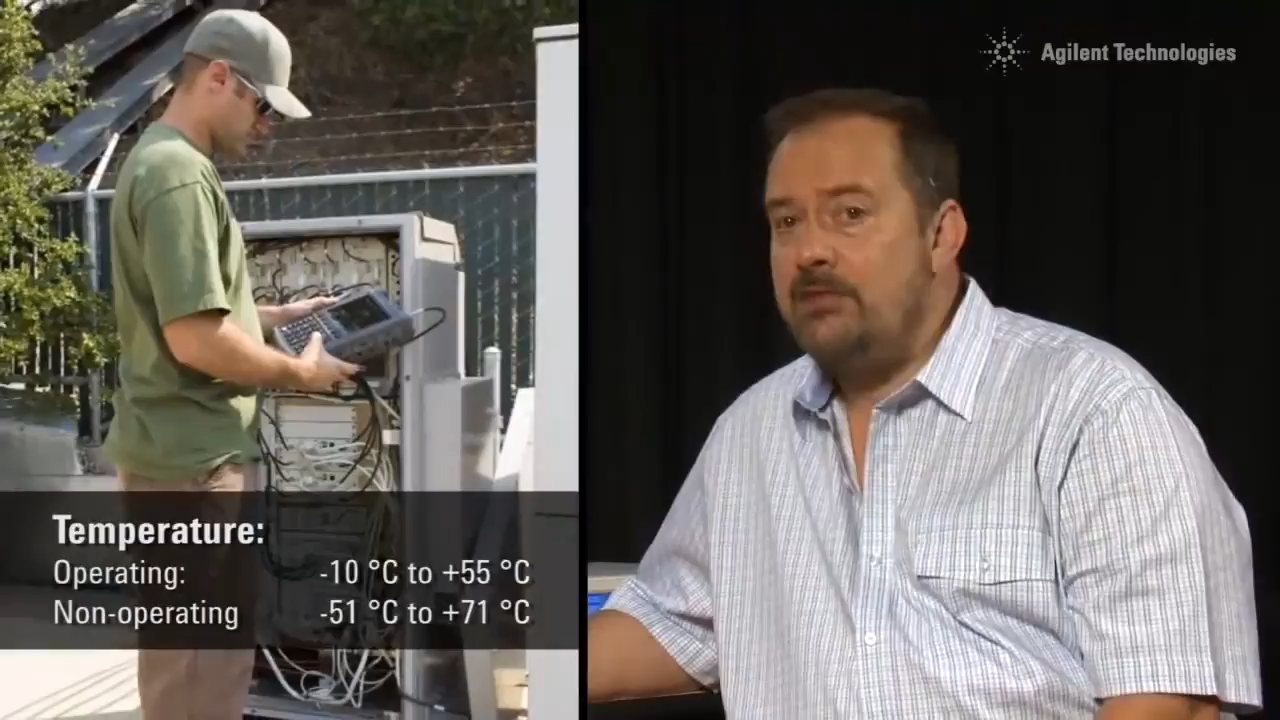 Agilent Technologies
Temperature:
Operating: -10 °C to +55 °C
Non-operating -51 °C to +71 °C